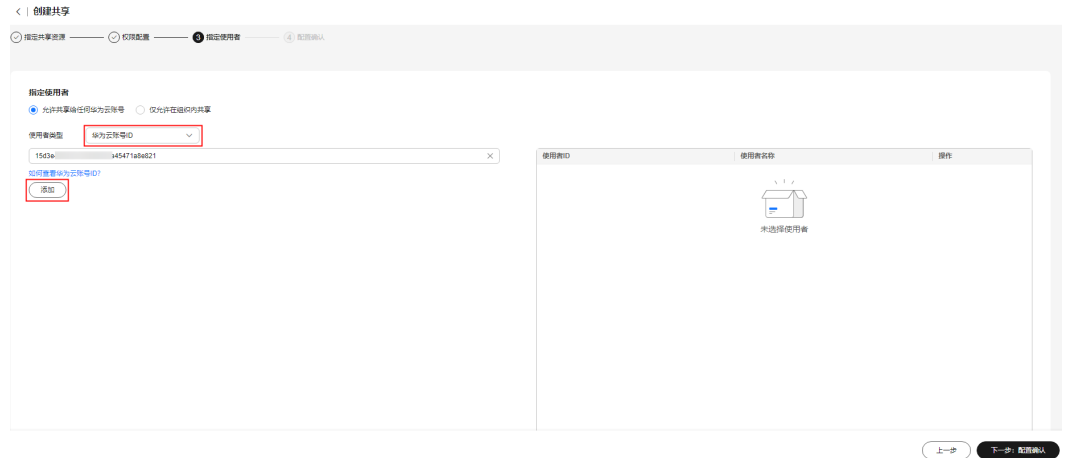 创建共享
指定共享资源 权限配置 3 指定使用者 4 配置确认
指定使用者
允许共享给任何华为云账号 仅允许在组织内共享
使用者类型 华为云账号ID
15d3e a45471a8e821
如何查看华为云账号ID?
添加
使用者ID 使用者名称 操作
未选择使用者
上一步 下一步:配置确认